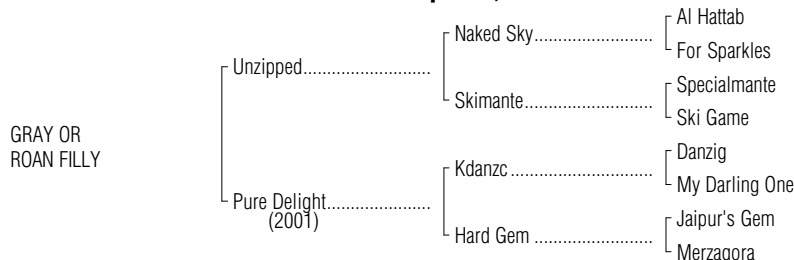 Al Hattab
Naked Sky..........................
For Sparkles
Unzipped............................
Specialmante
Skimante............................
Ski Game
GRAY OR
ROAN FILLY
Danzig
Kdanzc ...............................
My Darling One
Pure Delight.......................
(2001)
Jaipur's Gem
Hard Gem ..........................
Merzagora